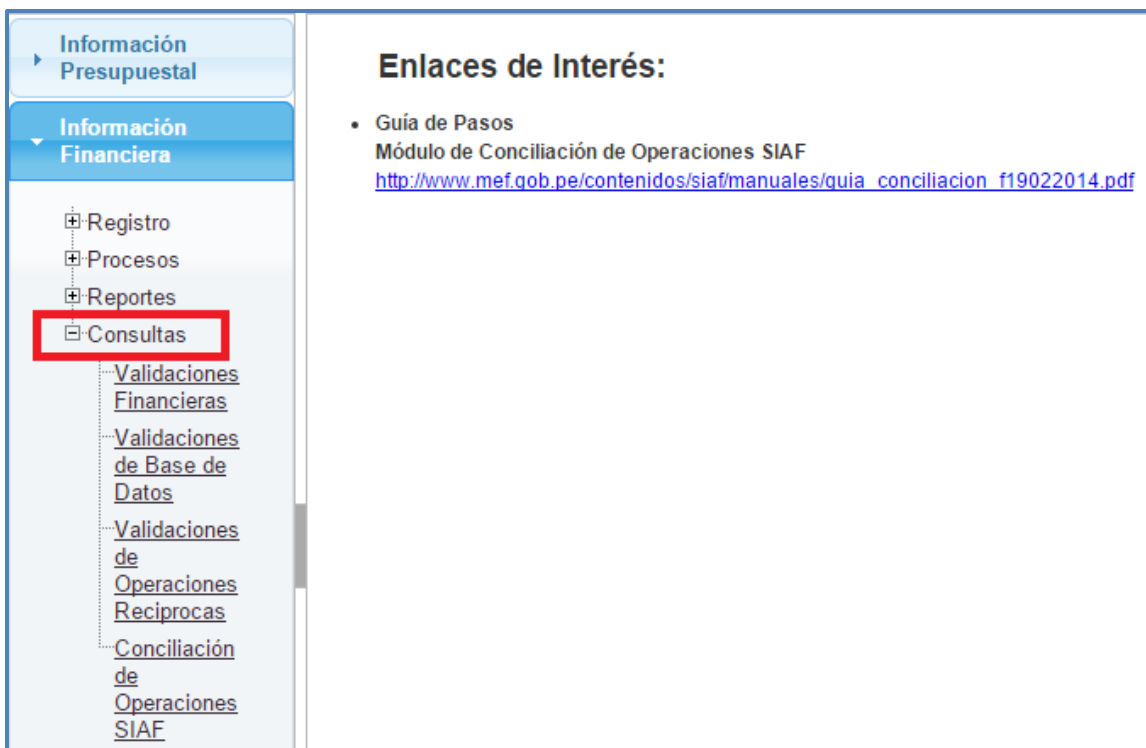 Información
Presupuestal
Información
Financiera
Registro
Procesos
Reportes
Consultas
Validaciones
Financieras
Validaciones
de Base de
Datos
Validaciones
de
Operaciones
Reciprocas
Conciliación
de
Operaciones
SIAF
Enlaces de Interés:
• Guía de Pasos
Módulo de Conciliación de Operaciones SIAF
http://www.mef.gob.pe/contenidos/siaf/manuales/guia_conciliacion_f19022014.pdf